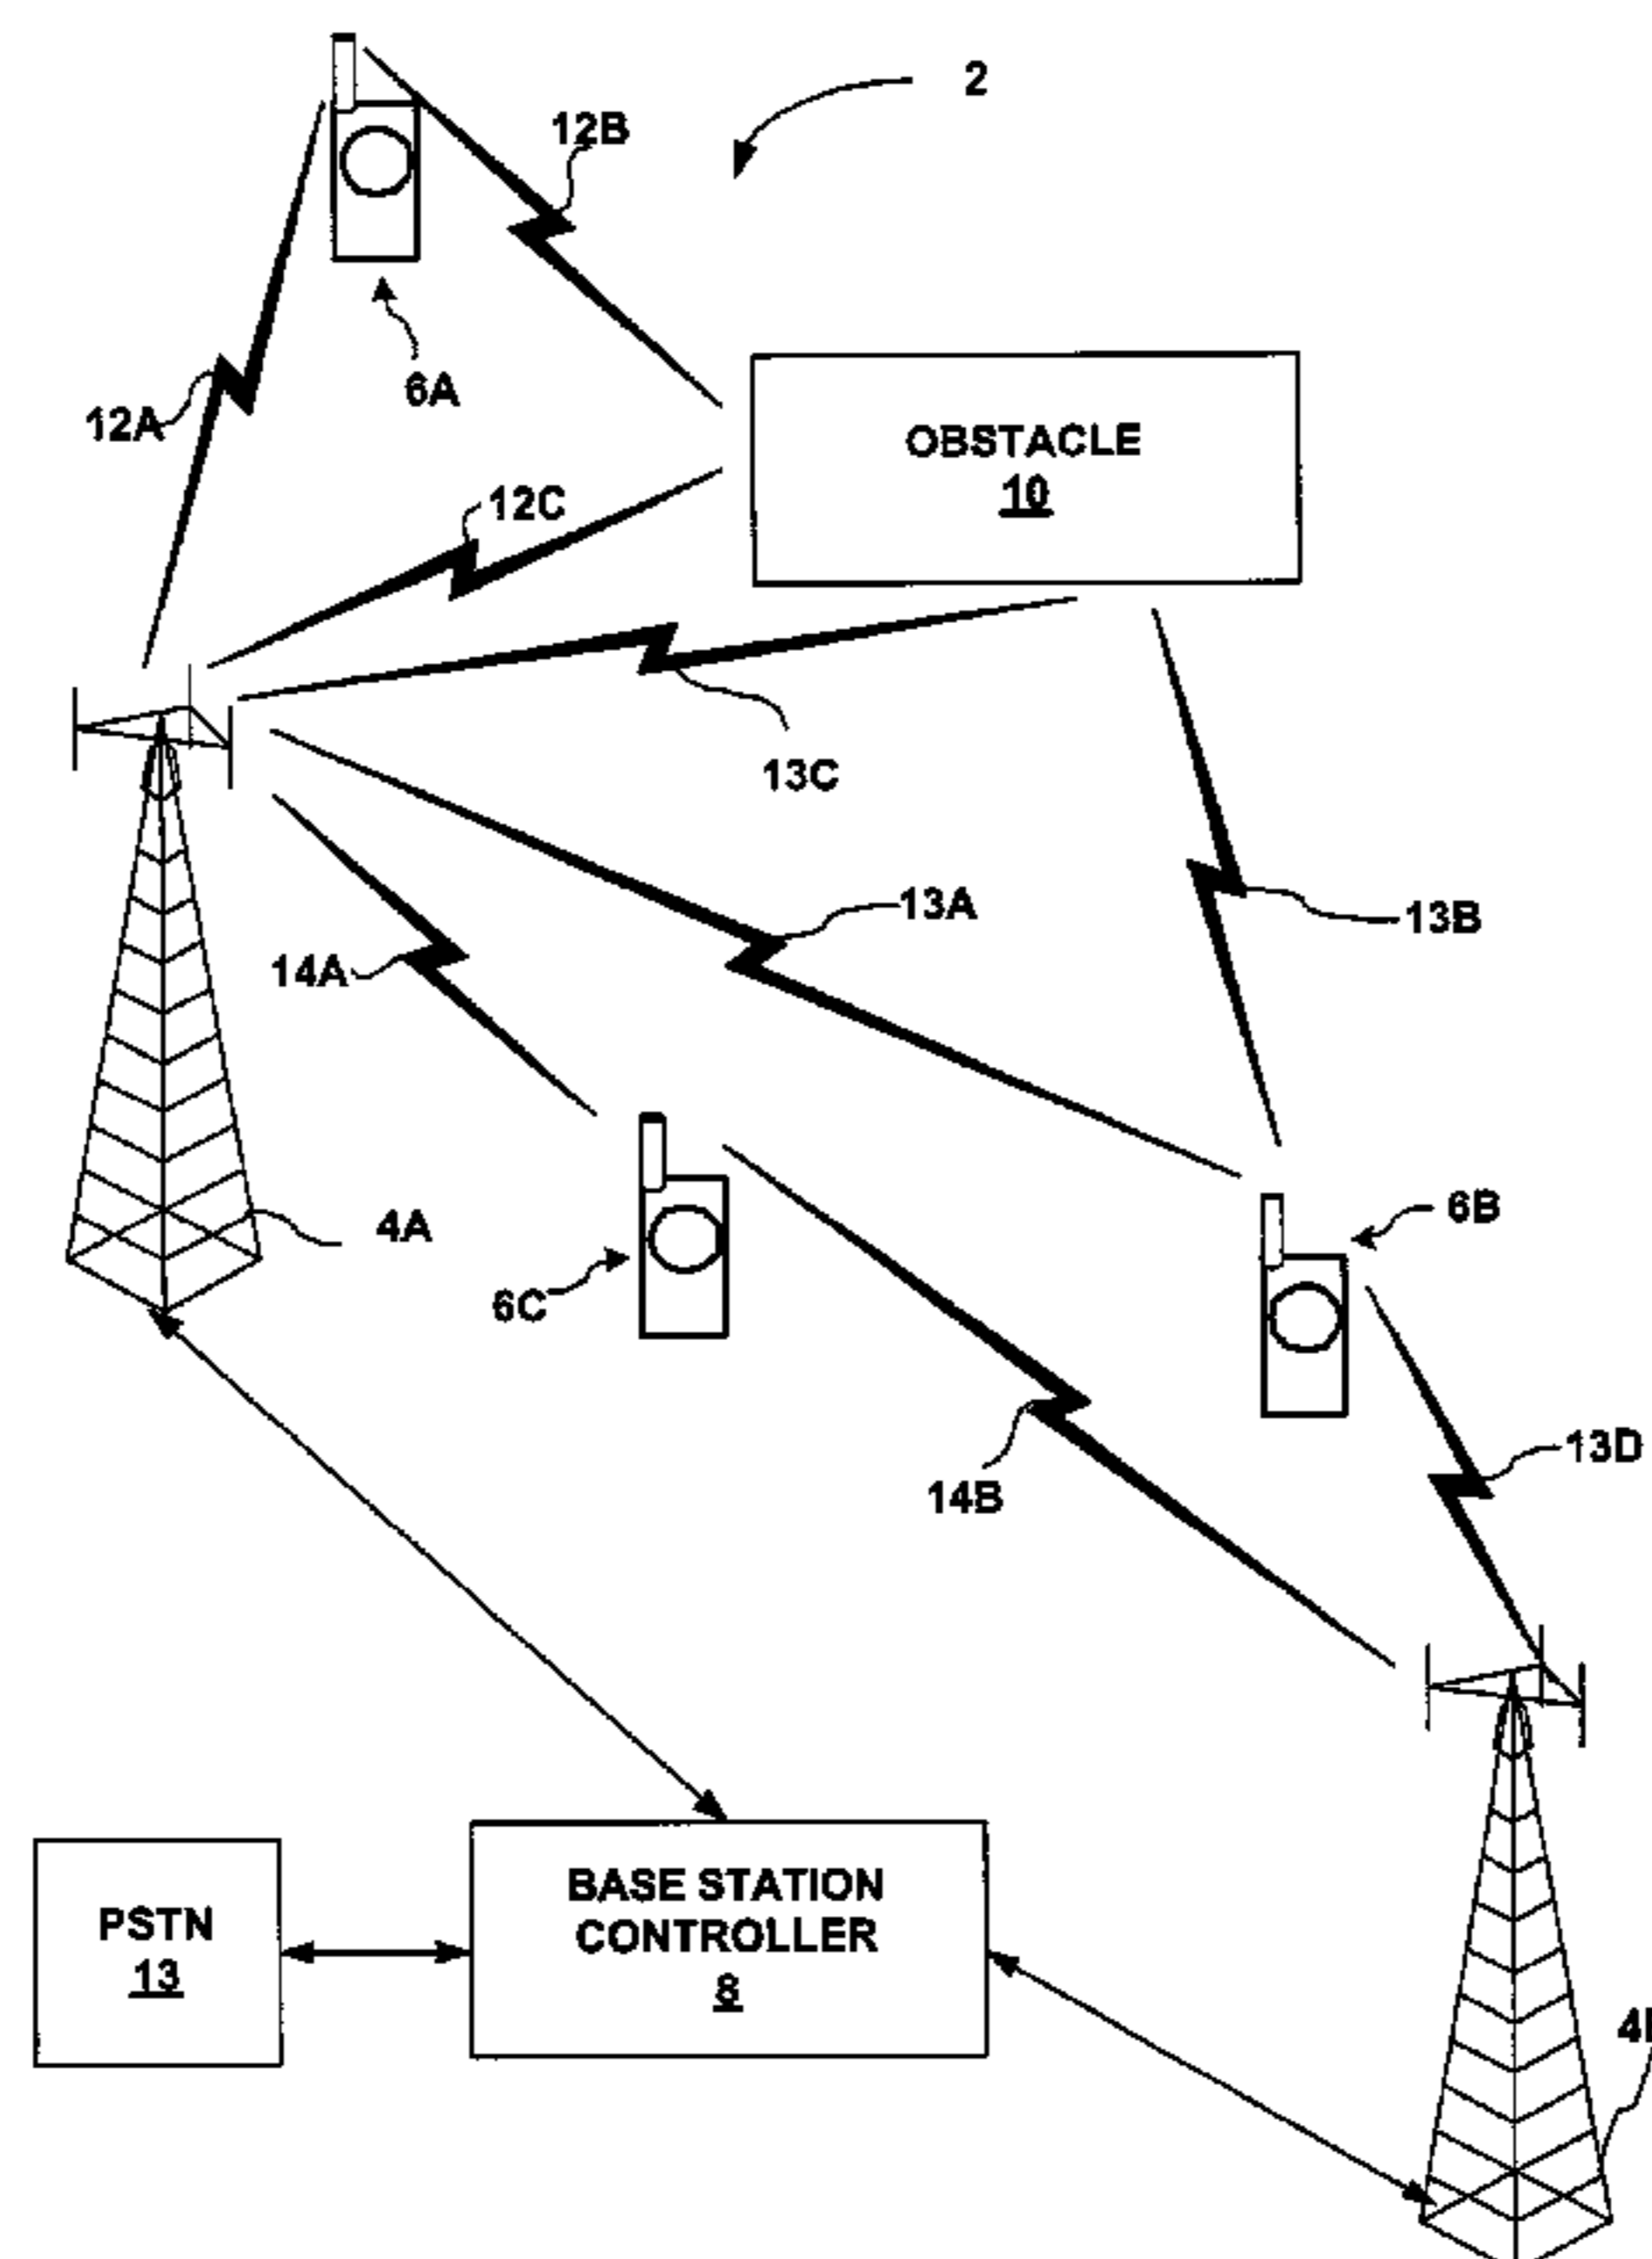 2
12B
6A
12A
OBSTACLE
10
12C
13C
13A
13B
14A
4A
6B
6C
13D
14B
BASE STATION
CONTROLLER
8
PSTN
13